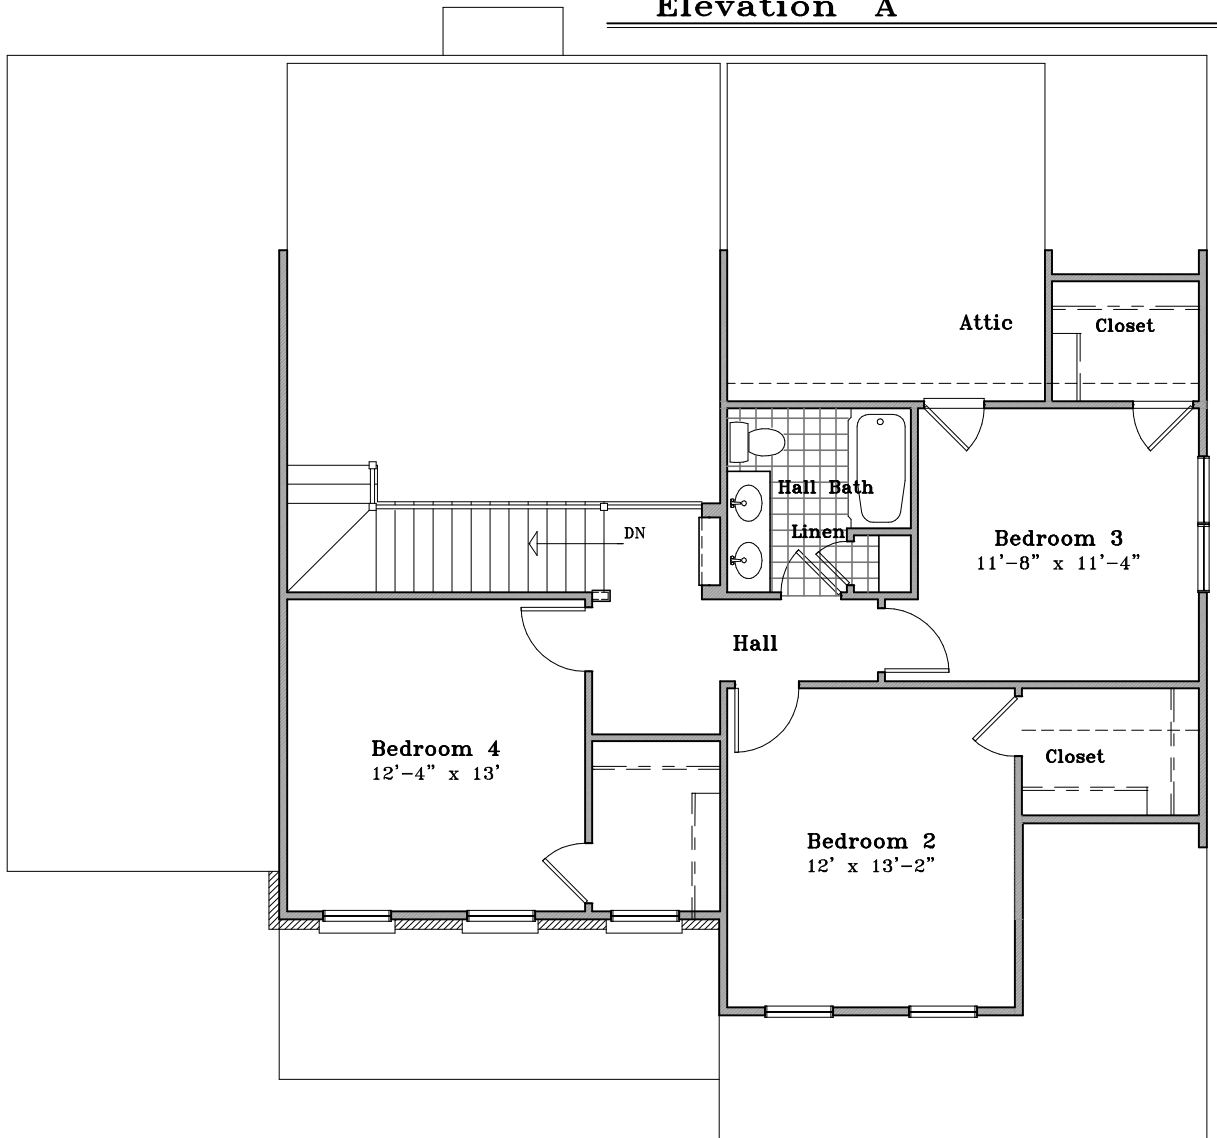 Elevation A
Attic
Closet
Hall Bath
Linen
DN
Bedroom 3
11'-8" x 11'-4"
Hall
Bedroom 4
12'-4" x 13'
Closet
Bedroom 2
12' x 13'-2"